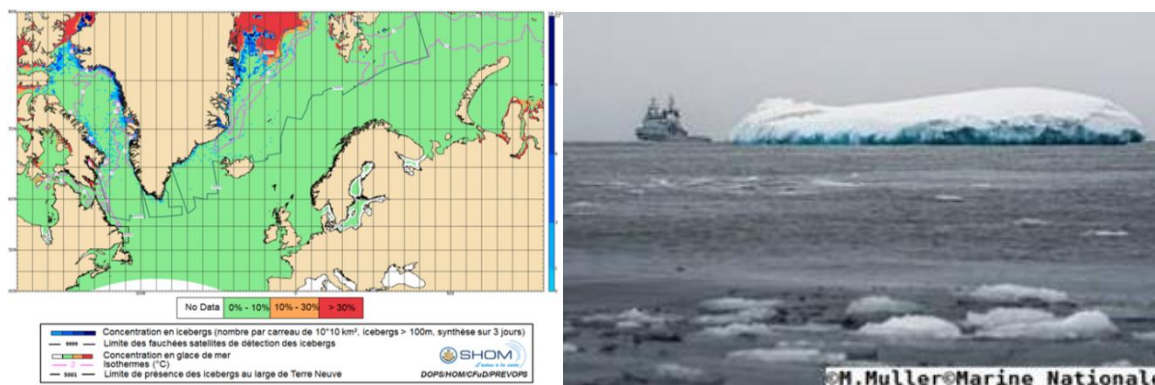 No Data
0% - 10%
10% - 30%
> 30%
Concentration en icebergs (nombre par carreau de 10*10 km², icebergs > 100m, synthèse sur 3 jours)
9999 Limite des fauchées satellites de détection des icebergs
Concentration en glace de mer
Isothermes (°C)
5001 Limite de présence des icebergs au large de Terre Neuve
SHOM
DOPS/HOM/CFuD/PREVOPS
©M.Muller©Marine Nationale